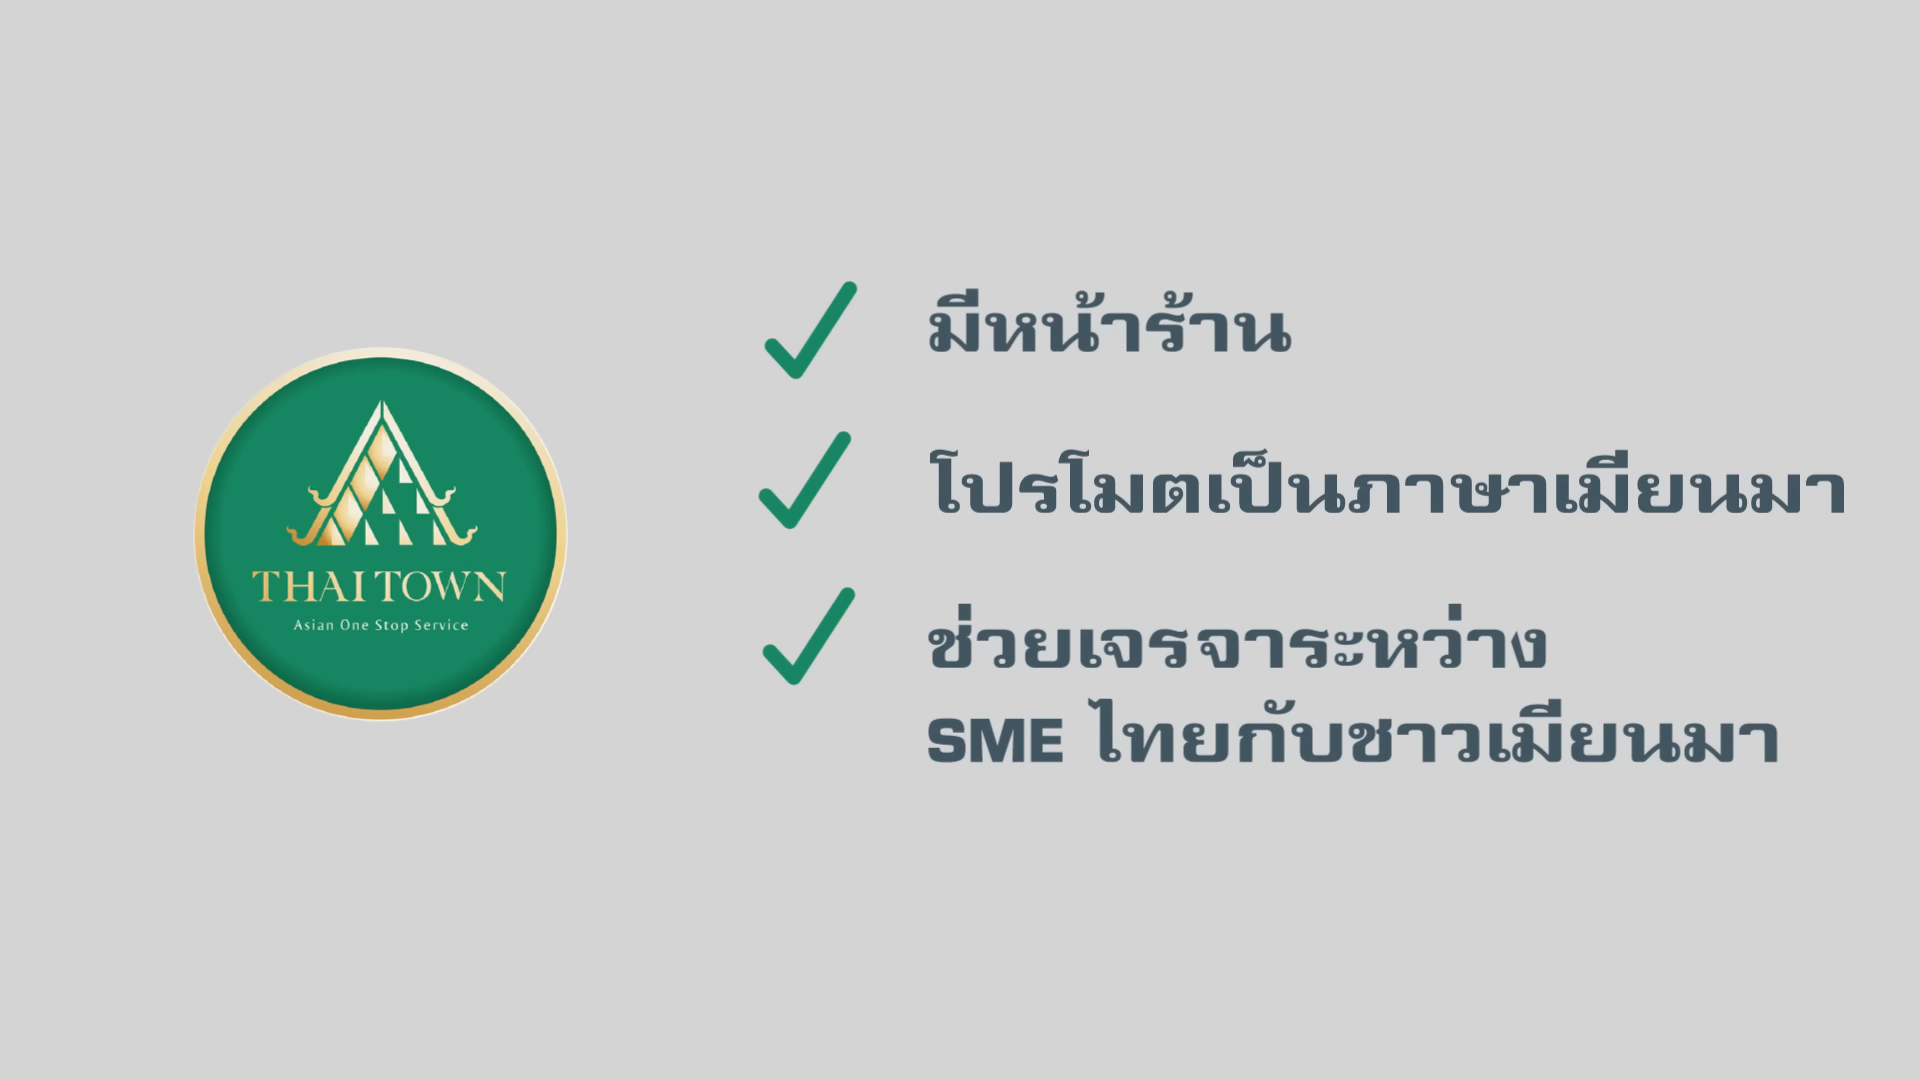 THAI TOWN
Asian One Stop Service
มีหน้าร้าน
โปรโมตเป็นภาษาเมียนมา
ช่วยเจรจาระหว่าง
SME ไทยกับชาวเมียนมา